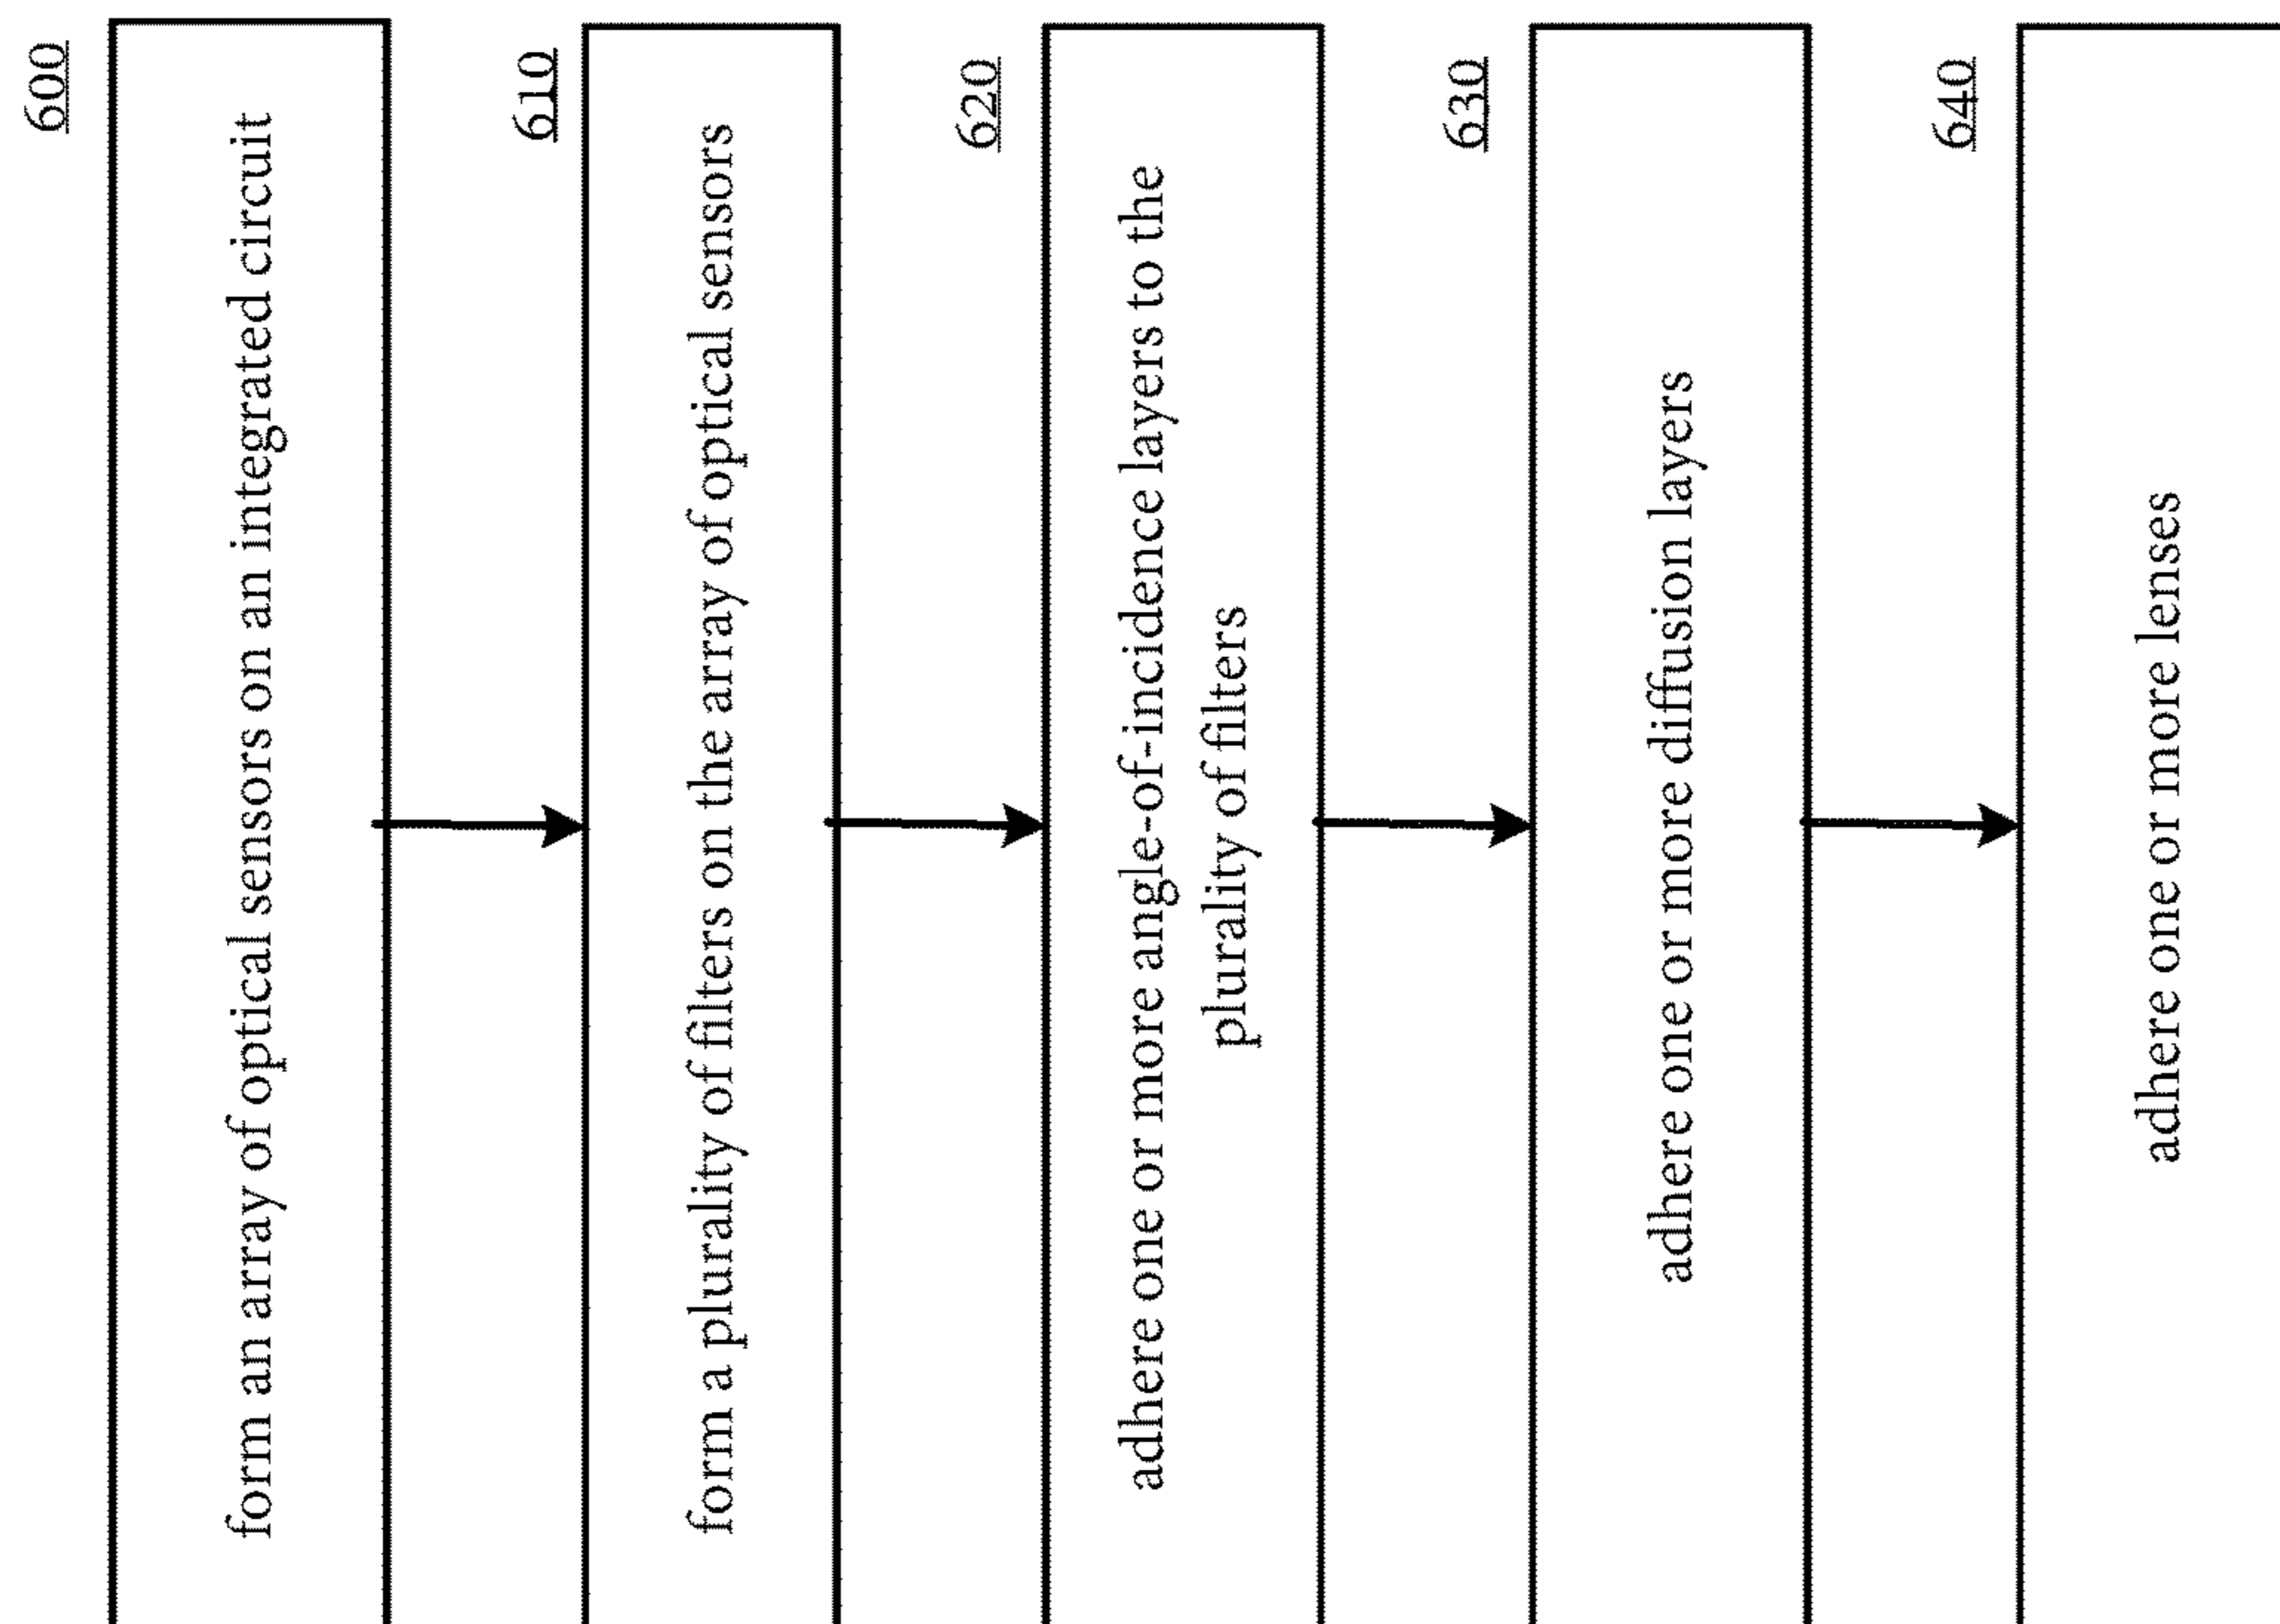 600
form an array of optical sensors on an integrated circuit
610
form a plurality of filters on the array of optical sensors
620
adhere one or more angle-of-incidence layers to the
plurality of filters
630
adhere one or more diffusion layers
640
adhere one or more lenses